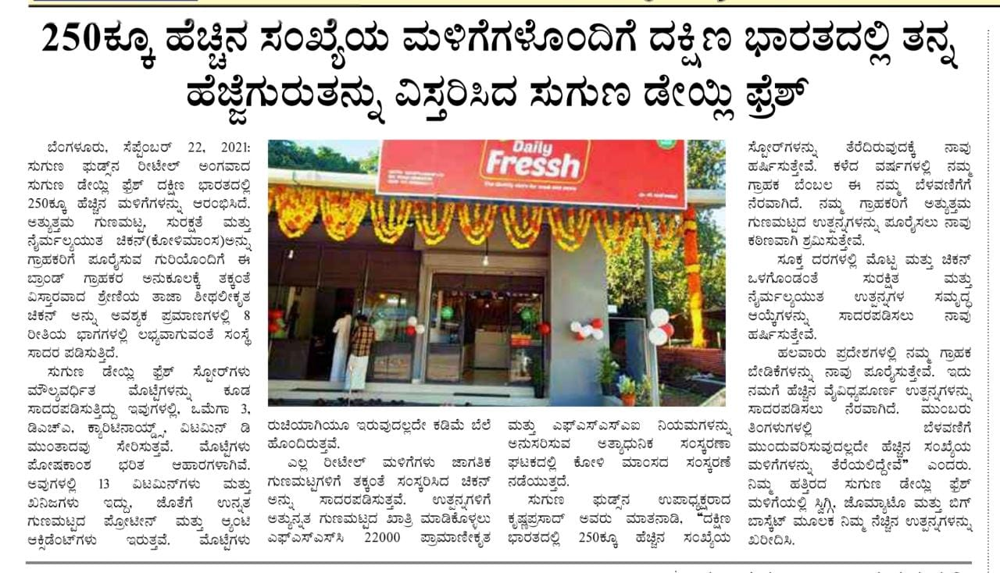 250ಕ್ಕೂ ಹೆಚ್ಚಿನ ಸಂಖ್ಯೆಯ ಮಳಿಗೆಗಳೊಂದಿಗೆ ದಕ್ಷಿಣ ಭಾರತದಲ್ಲಿ ತನ್ನ
ಹೆಜ್ಜೆಗುರುತನ್ನು ವಿಸ್ತರಿಸಿದ ಸುಗುಣ ಡೇಯ್ಲಿ ಫ್ರೆಶ್
ಬೆಂಗಳೂರು, ಸೆಪ್ಟೆಂಬರ್ 22, 2021:
ಸುಗುಣ ಫುಡ್ಸ್‌ನ ರೀಟೇಲ್ ಅಂಗವಾದ
ಸುಗುಣ ಡೇಯ್ಲಿ ಫ್ರೆಶ್ ದಕ್ಷಿಣ ಭಾರತದಲ್ಲಿ
250ಕ್ಕೂ ಹೆಚ್ಚಿನ ಮಳಿಗೆಗಳನ್ನು ಆರಂಭಿಸಿದೆ.
ಅತ್ಯುತ್ತಮ ಗುಣಮಟ್ಟ, ಸುರಕ್ಷತೆ ಮತ್ತು
ನೈರ್ಮಲ್ಯಯುತ ಚಿಕನ್(ಕೋಳಿಮಾಂಸ)ಅನ್ನು
ಗ್ರಾಹಕರಿಗೆ ಪೂರೈಸುವ ಗುರಿಯೊಂದಿಗೆ ಈ
ಬ್ರಾಂಡ್ ಗ್ರಾಹಕರ ಅನುಕೂಲಕ್ಕೆ ತಕ್ಕಂತೆ
ವಿಸ್ತಾರವಾದ ಶ್ರೇಣಿಯ ತಾಜಾ ಶೀಥಲೀಕೃತ
ಚಿಕನ್ ಅನ್ನು ಅವಶ್ಯಕ ಪ್ರಮಾಣಗಳಲ್ಲಿ 8
ರೀತಿಯ ಭಾಗಗಳಲ್ಲಿ ಲಭ್ಯವಾಗುವಂತೆ ಸಂಸ್ಥೆ
ಸಾದರ ಪಡಿಸುತ್ತಿದೆ.
ಸುಗುಣ ಡೇಯ್ಲಿ ಫ್ರೆಶ್ ಸ್ಟೋರ್‌ಗಳು
ಮೌಲ್ಯವರ್ಧಿತ ಮೊಟ್ಟೆಗಳನ್ನು ಕೂಡ
ಸಾದರಪಡಿಸುತ್ತಿದ್ದು ಇವುಗಳಲ್ಲಿ, ಒಮೆಗಾ 3,
ಡಿಎಚ್‌ಎ, ಕ್ಯಾರಿಟಿನಾಯ್ಡ್ಸ್, ವಿಟಮಿನ್ ಡಿ
ಮುಂತಾದವು ಸೇರಿಸುತ್ತವೆ. ಮೊಟ್ಟೆಗಳು
ಪೋಷಕಾಂಶ ಭರಿತ ಆಹಾರಗಳಾಗಿವೆ.
ಅವುಗಳಲ್ಲಿ 13 ವಿಟಮಿನ್‌ಗಳು ಮತ್ತು
ಖನಿಜಗಳು ಇದ್ದು, ಜೊತೆಗೆ ಉನ್ನತ
ಗುಣಮಟ್ಟದ ಪ್ರೋಟೀನ್ ಮತ್ತು ಆ್ಯಂಟಿ
ಆಕ್ಸಿಡೆಂಟ್‌ಗಳು ಇರುತ್ತವೆ. ಮೊಟ್ಟೆಗಳು
Daily
Fressh
ರುಚಿಯಾಗಿಯೂ ಇರುವುದಲ್ಲದೇ ಕಡಿಮೆ ಬೆಲೆ
ಹೊಂದಿರುತ್ತವೆ.
ಎಲ್ಲ ರೀಟೇಲ್ ಮಳಿಗೆಗಳು ಜಾಗತಿಕ
ಗುಣಮಟ್ಟಗಳಿಗೆ ತಕ್ಕಂತೆ ಸಂಸ್ಕರಿಸಿದ ಚಿಕನ್
ಅನ್ನು ಸಾದರಪಡಿಸುತ್ತವೆ. ಉತ್ಪನ್ನಗಳಿಗೆ
ಅತ್ಯುನ್ನತ ಗುಣಮಟ್ಟದ ಖಾತ್ರಿ ಮಾಡಿಕೊಳ್ಳಲು
ಎಫ್‌ಎಸ್‌ಎಸ್‌ಸಿ 22000 ಪ್ರಾಮಾಣೀಕೃತ
ಮತ್ತು ಎಫ್‌ಎಸ್‌ಎಸ್‌ಎಐ ನಿಯಮಗಳನ್ನು
ಅನುಸರಿಸುವ ಅತ್ಯಾಧುನಿಕ ಸಂಸ್ಕರಣಾ
ಘಟಕದಲ್ಲಿ ಕೋಳಿ ಮಾಂಸದ ಸಂಸ್ಕರಣೆ
ನಡೆಯುತ್ತದೆ.
ಸುಗುಣ ಫುಡ್ಸ್‌ನ ಉಪಾಧ್ಯಕ್ಷರಾದ
ಕೃಷ್ಣಪ್ರಸಾದ್ ಅವರು ಮಾತನಾಡಿ, “ದಕ್ಷಿಣ
ಭಾರತದಲ್ಲಿ 250ಕ್ಕೂ ಹೆಚ್ಚಿನ ಸಂಖ್ಯೆಯ
ಸ್ಟೋರ್‌ಗಳನ್ನು ತೆರೆದಿರುವುದಕ್ಕೆ ನಾವು
ಹರ್ಷಿಸುತ್ತೇವೆ. ಕಳೆದ ವರ್ಷಗಳಲ್ಲಿ ನಮ್ಮ
ಗ್ರಾಹಕ ಬೆಂಬಲ ಈ ನಮ್ಮ ಬೆಳವಣಿಗೆಗೆ
ನೆರವಾಗಿದೆ. ನಮ್ಮ ಗ್ರಾಹಕರಿಗೆ ಅತ್ಯುತ್ತಮ
ಗುಣಮಟ್ಟದ ಉತ್ಪನ್ನಗಳನ್ನು ಪೂರೈಸಲು ನಾವು
ಕಠಿಣವಾಗಿ ಶ್ರಮಿಸುತ್ತೇವೆ.
ಸೂಕ್ತ ದರಗಳಲ್ಲಿ ಮೊಟ್ಟ ಮತ್ತು ಚಿಕನ್
ಒಳಗೊಂಡಂತೆ ಸುರಕ್ಷಿತ ಮತ್ತು
ನೈರ್ಮಲ್ಯಯುತ ಉತ್ಪನ್ನಗಳ ಸಮೃದ್ಧ
ಆಯ್ಕೆಗಳನ್ನು ಸಾದರಪಡಿಸಲು ನಾವು
ಹರ್ಷಿಸುತ್ತೇವೆ.
ಹಲವಾರು ಪ್ರದೇಶಗಳಲ್ಲಿ ನಮ್ಮ ಗ್ರಾಹಕ
ಬೇಡಿಕೆಗಳನ್ನು ನಾವು ಪೂರೈಸುತ್ತೇವೆ. ಇದು
ನಮಗೆ ಹೆಚ್ಚಿನ ವೈವಿಧ್ಯಪೂರ್ಣ ಉತ್ಪನ್ನಗಳನ್ನು
ಸಾದರಪಡಿಸಲು ನೆರವಾಗಿದೆ. ಮುಂಬರು
ತಿಂಗಳುಗಳಲ್ಲಿ ಬೆಳವಣಿಗೆ
ಮುಂದುವರಿಸುವುದಲ್ಲದೇ ಹೆಚ್ಚಿನ ಸಂಖ್ಯೆಯ
ಮಳಿಗೆಗಳನ್ನು ತೆರೆಯಲಿದ್ದೇವೆ” ಎಂದರು.
ನಿಮ್ಮ ಹತ್ತಿರದ ಸುಗುಣ ಡೇಯ್ಲಿ ಫ್ರೆಶ್
ಮಳಿಗೆಯಲ್ಲಿ ಸ್ವಿಗ್ಗಿ, ಜೊಮ್ಯಾಟೊ ಮತ್ತು ಬಿಗ್
ಬಾಸ್ಕೆಟ್ ಮೂಲಕ ನಿಮ್ಮ ನೆಚ್ಚಿನ ಉತ್ಪನ್ನಗಳನ್ನು
ಖರೀದಿಸಿ.